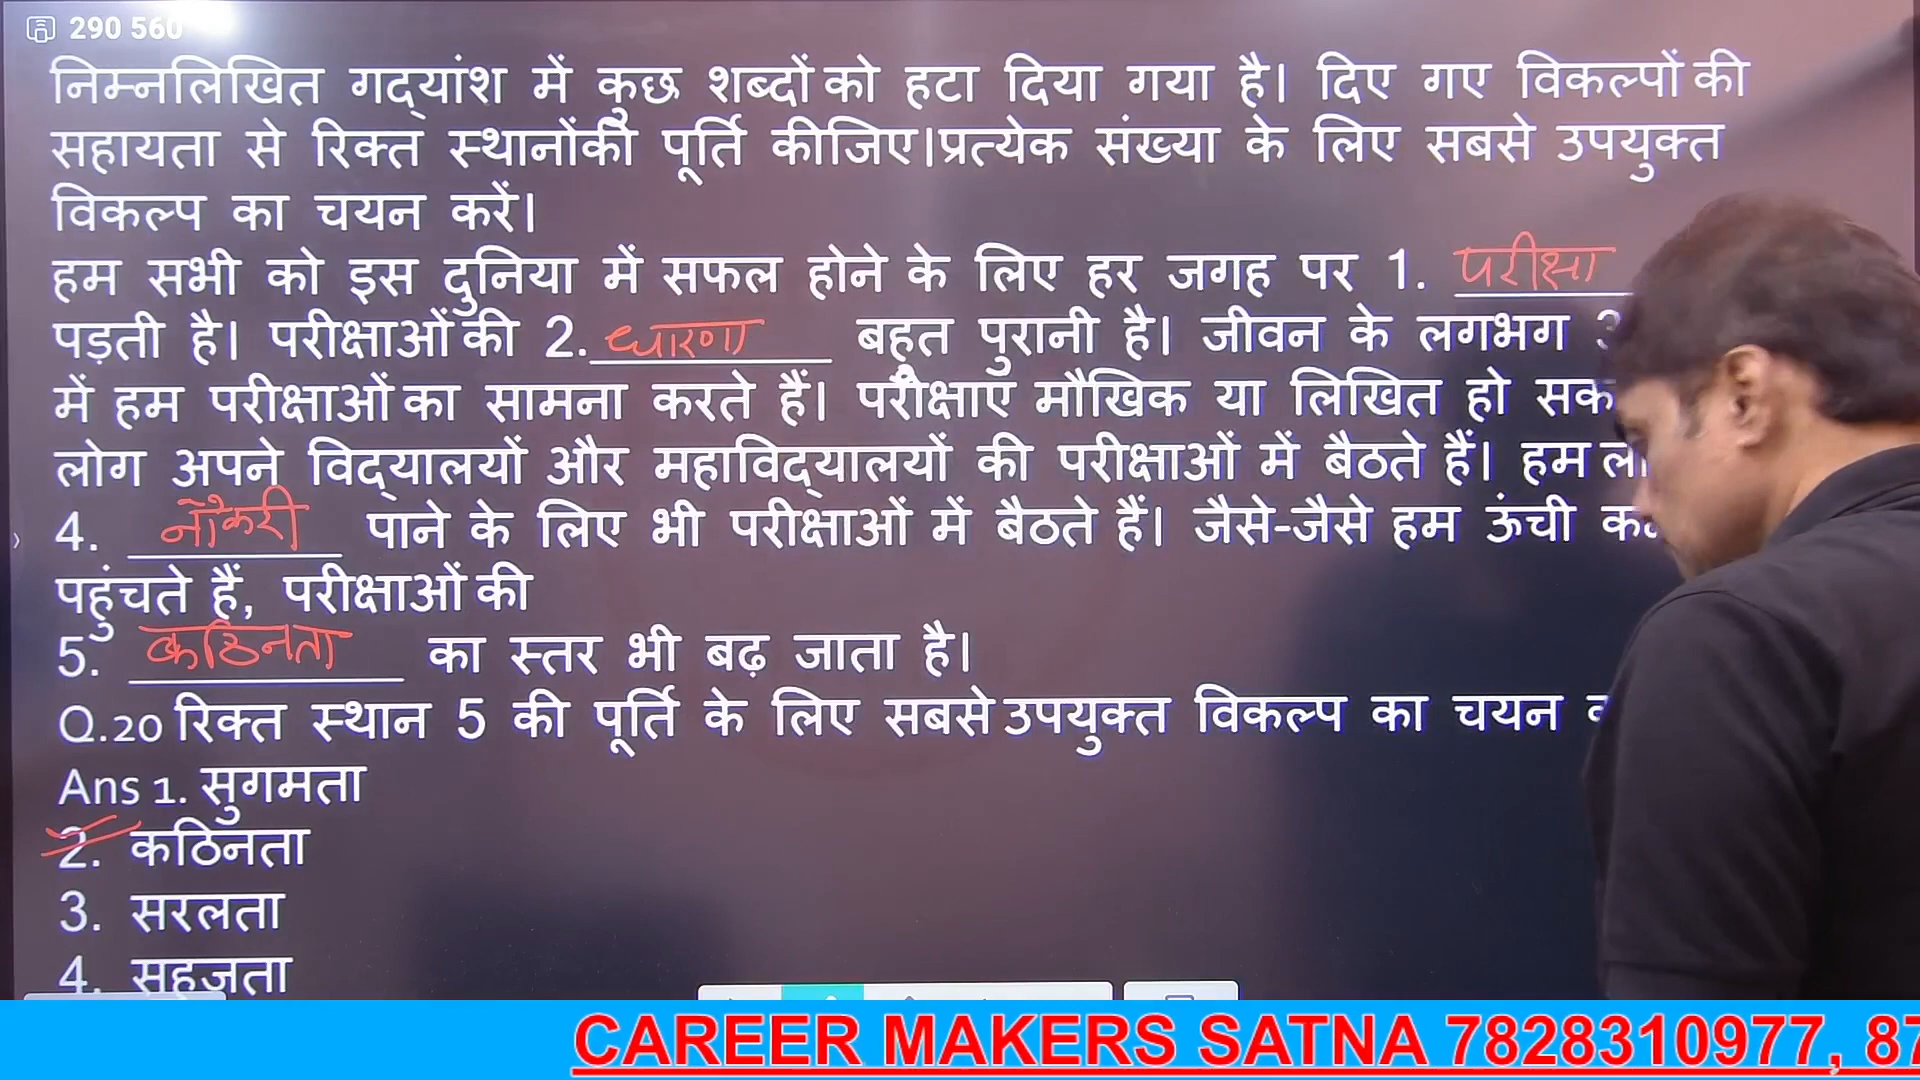 290 560
निम्नलिखित गद्यांश में कुछ शब्दों को हटा दिया गया है। दिए गए विकल्पों की
सहायता से रिक्त स्थानोंकी पूर्ति कीजिए।प्रत्येक संख्या के लिए सबसे उपयुक्त
विकल्प का चयन करें।
हम सभी को इस दुनिया में सफल होने के लिए हर जगह पर 1. परीक्षा
पड़ती है। परीक्षाओं की 2. धारणा बहुत पुरानी है। जीवन के लगभग
में हम परीक्षाओं का सामना करते हैं। परीक्षाएं मौखिक या लिखित हो
लोग अपने विद्यालयों और महाविद्यालयों की परीक्षाओं में बैठते हैं। हम
4. नौकरी पाने के लिए भी परीक्षाओं में बैठते हैं। जैसे-जैसे हम ऊंची
पहुंचते हैं, परीक्षाओं की
5. कठिनता का स्तर भी बढ़ जाता है।
Q.20 रिक्त स्थान 5 की पूर्ति के लिए सबसे उपयुक्त विकल्प का चयन
Ans 1. सुगमता
2. कठिनता
3. सरलता
4. सहजता
CAREER MAKERS SATNA 7828310977, 87